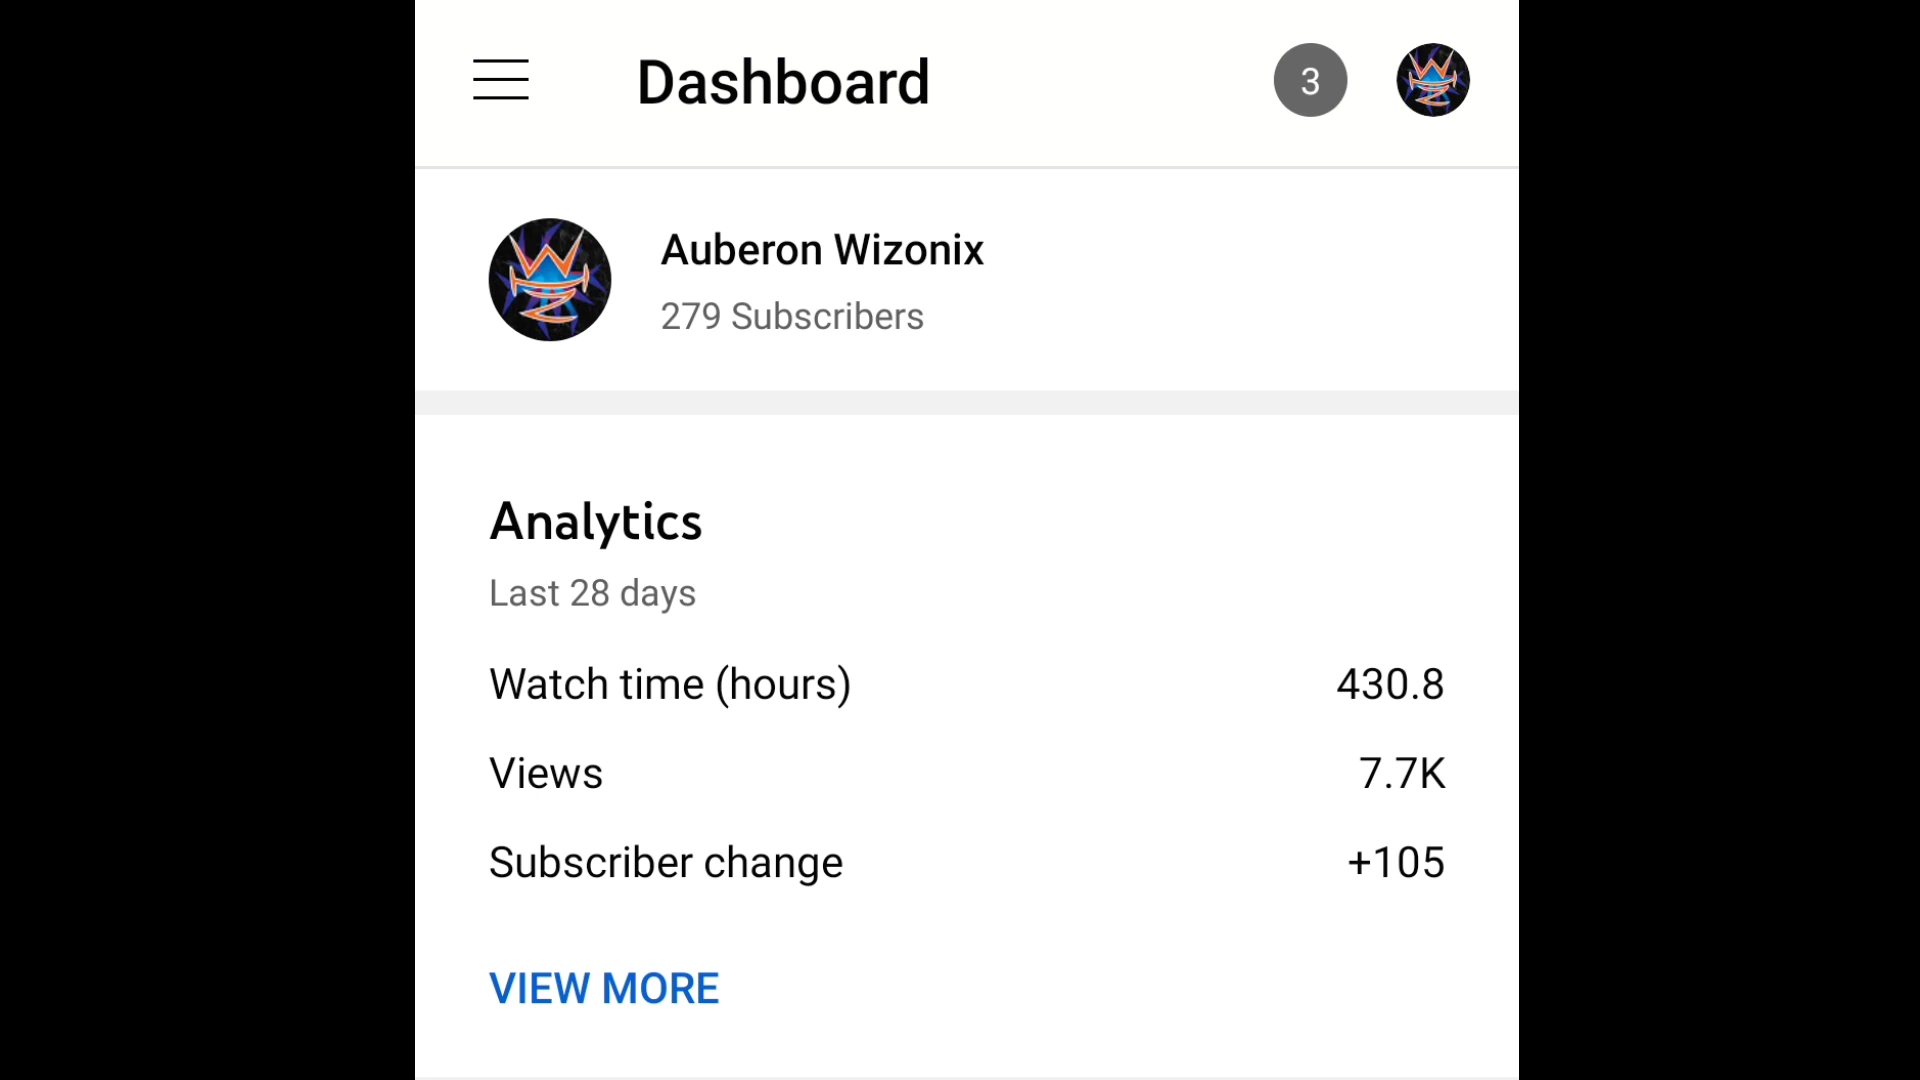 Dashboard
3
Auberon Wizonix
279 Subscribers
Analytics
Last 28 days
Watch time (hours) 430.8
Views 7.7K
Subscriber change +105
VIEW MORE